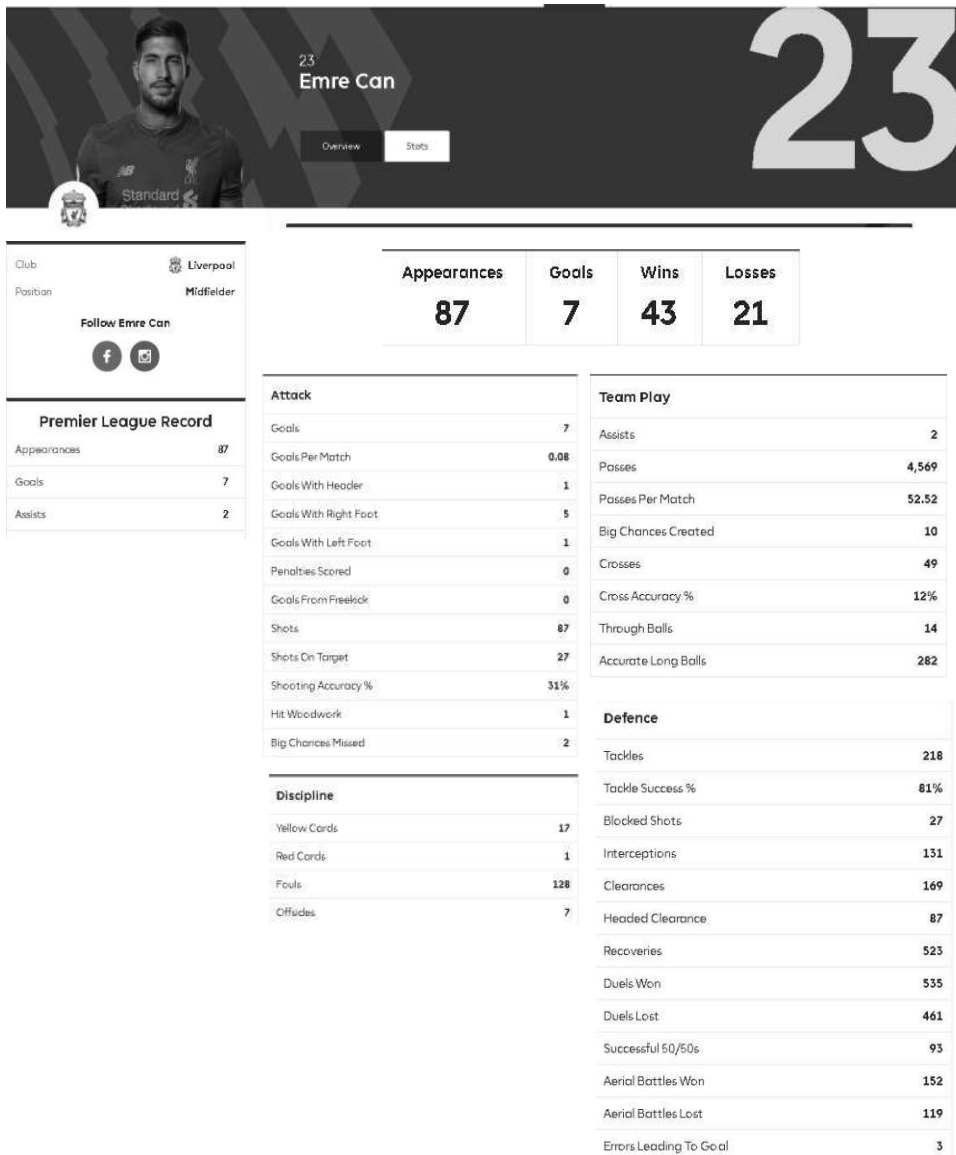 23
Emre Can
23
Overview Stats
NB
Standard
Club Liverpool
Position Midfielder
Follow Emre Can
f
Premier League Record
Appearances 87
Goals 7
Assists 2
Appearances Goals Wins Losses
87 7 43 21
Attack
Goals 7
Goals Per Match 0.08
Goals With Header 1
Goals With Right Foot 5
Goals With Left Foot 1
Penalties Scored 0
Goals From Freekick 0
Shots 87
Shots On Target 27
Shooting Accuracy % 31%
Hit Woodwork 1
Big Chances Missed 2
Discipline
Yellow Cards 17
Red Cards 1
Fouls 128
Offsides 7
Team Play
Assists 2
Passes 4,569
Passes Per Match 52.52
Big Chances Created 10
Crosses 49
Cross Accuracy % 12%
Through Balls 14
Accurate Long Balls 282
Defence
Tackles 218
Tackle Success % 81%
Blocked Shots 27
Interceptions 131
Clearances 169
Headed Clearance 87
Recoveries 523
Duels Won 535
Duels Lost 461
Successful 50/50s 93
Aerial Battles Won 152
Aerial Battles Lost 119
Errors Leading To Goal 3